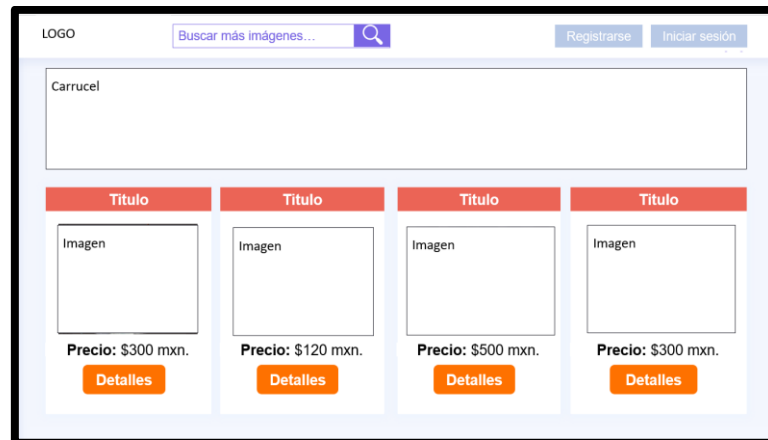 LOGO
Buscar más imágenes...
Registrarse
Iniciar sesión
Carrucel
Titulo
Titulo
Titulo
Titulo
Imagen
Imagen
Imagen
Imagen
Precio: $300 mxn.
Precio: $120 mxn.
Precio: $500 mxn.
Precio: $300 mxn.
Detalles
Detalles
Detalles
Detalles